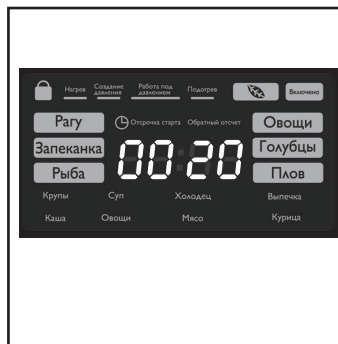 Нагрев Создание давления Работа под давлением Подогрев Включено
Рагу Отсрочка старта Обратный отсчет Овощи
Запеканка 00:20 Голубцы
Рыба Плов
Крупы Суп Холодец Выпечка
Каша Овощи Мясо Курица